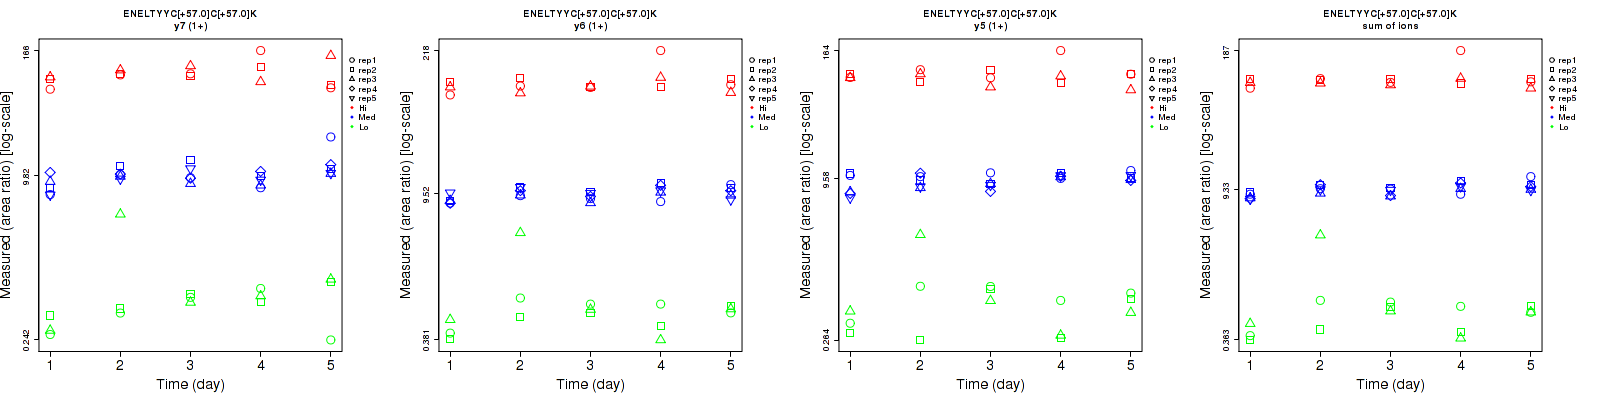 ENELTYYC[+57.0]C[+57.0]K
y7 (1+)
Measured (area ratio) [log-scale]
166
9.82
0.242
1 2 3 4 5
Time (day)
rep1
rep2
rep3
rep4
rep5
Hi
Med
Lo
ENELTYYC[+57.0]C[+57.0]K
y6 (1+)
Measured (area ratio) [log-scale]
218
9.52
0.381
1 2 3 4 5
Time (day)
rep1
rep2
rep3
rep4
rep5
Hi
Med
Lo
ENELTYYC[+57.0]C[+57.0]K
y5 (1+)
Measured (area ratio) [log-scale]
164
9.58
0.264
1 2 3 4 5
Time (day)
rep1
rep2
rep3
rep4
rep5
Hi
Med
Lo
ENELTYYC[+57.0]C[+57.0]K
sum of ions
Measured (area ratio) [log-scale]
187
9.33
0.363
1 2 3 4 5
Time (day)
rep1
rep2
rep3
rep4
rep5
Hi
Med
Lo